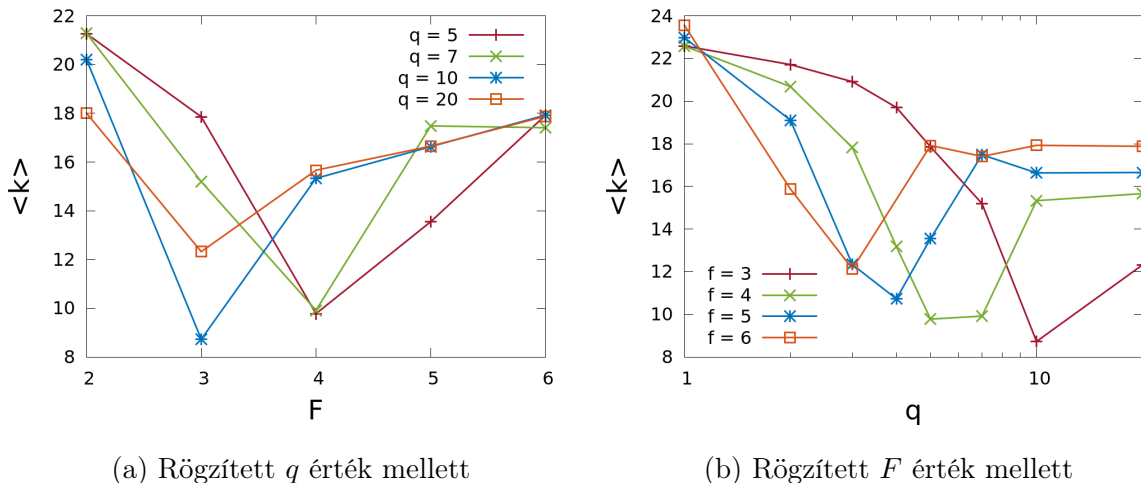 22
20
18
16
14
12
10
8
<k>
2
3
4
5
6
F
q = 5
q = 7
q = 10
q = 20
(a) Rögzített q érték mellett
24
22
20
18
16
14
12
10
8
<k>
1
10
q
f = 3
f = 4
f = 5
f = 6
(b) Rögzített F érték mellett